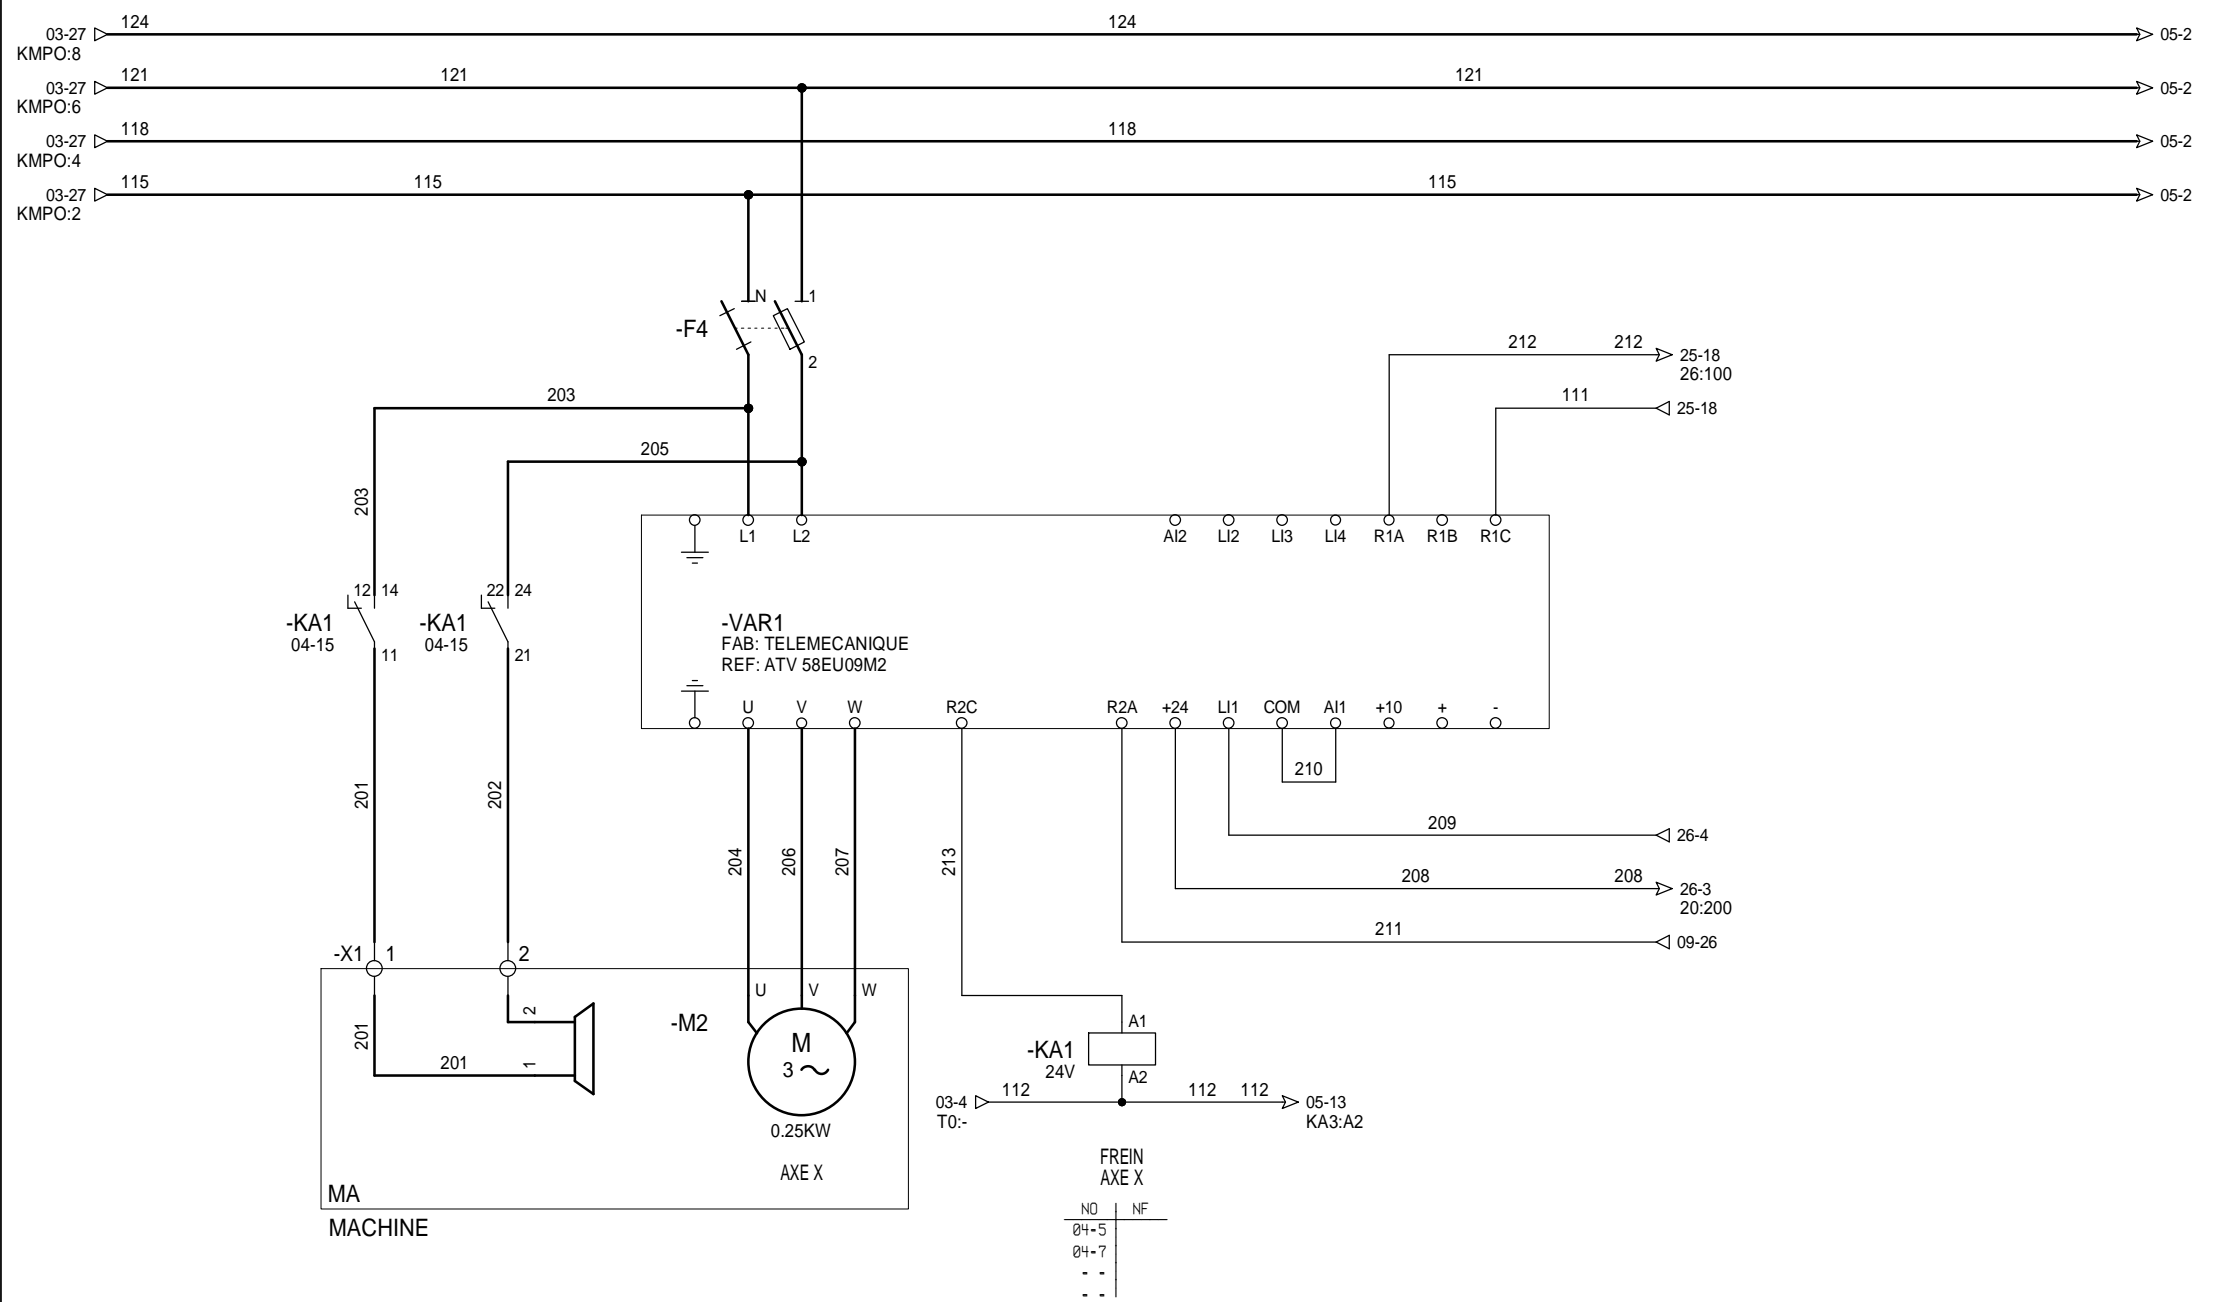 124 124
03-27 05-2
KMPO:8
121 121 121
03-27 05-2
KMPO:6
118 118
03-27 05-2
KMPO:4
115 115 115
03-27 05-2
KMPO:2
N 1
-F4
2
212 212 25-18
26:100
203 111 25-18
205
203
L1 L2 AI2 LI2 LI3 LI4 R1A R1B R1C
12 14 22 24
-KA1 -KA1 -VAR1
04-15 04-15 FAB: TELEMECANIQUE
11 21 REF: ATV 58EU09M2
U V W R2C R2A +24 LI1 COM AI1 +10 + -
210
201 202
209 26-4
204 206 207 213
208 208 26-3
20:200
211 09-26
-X1 1 2
U V W
2 -M2 A1
201 M -KA1
201 1 3 24V
A2
112 112 112
03-4 05-13
T0:- KA3:A2
0.25KW
FREIN
AXE X AXE X
MA
NO NF
MACHINE
04-5
04-7
- -
- -